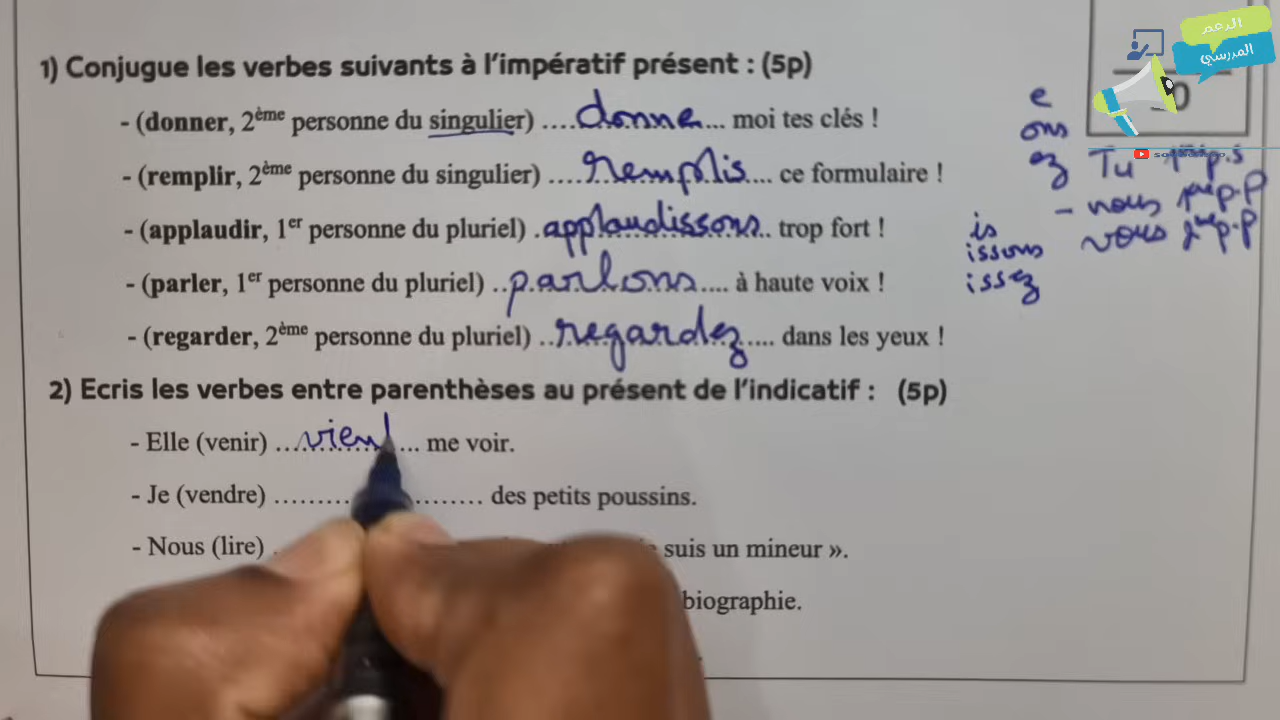 الدعم
المدرسي
1) Conjugue les verbes suivants à l'impératif présent : (5p)
- (donner, 2ème personne du singulier) ....donne.... moi tes clés !
- (remplir, 2ème personne du singulier) ....remplis.... ce formulaire !
- (applaudir, 1er personne du pluriel) .applaudissons.. trop fort !
- (parler, 1er personne du pluriel) ..parlons.... à haute voix !
- (regarder, 2ème personne du pluriel) ..regardez.... dans les yeux !
e
ons
ez
Tu
- nous
vous
is
issons
issez
2) Ecris les verbes entre parenthèses au présent de l'indicatif : (5p)
- Elle (venir) ...vient... me voir.
- Je (vendre) ................ des petits poussins.
- Nous (lire) suis un mineur ».
biographie.